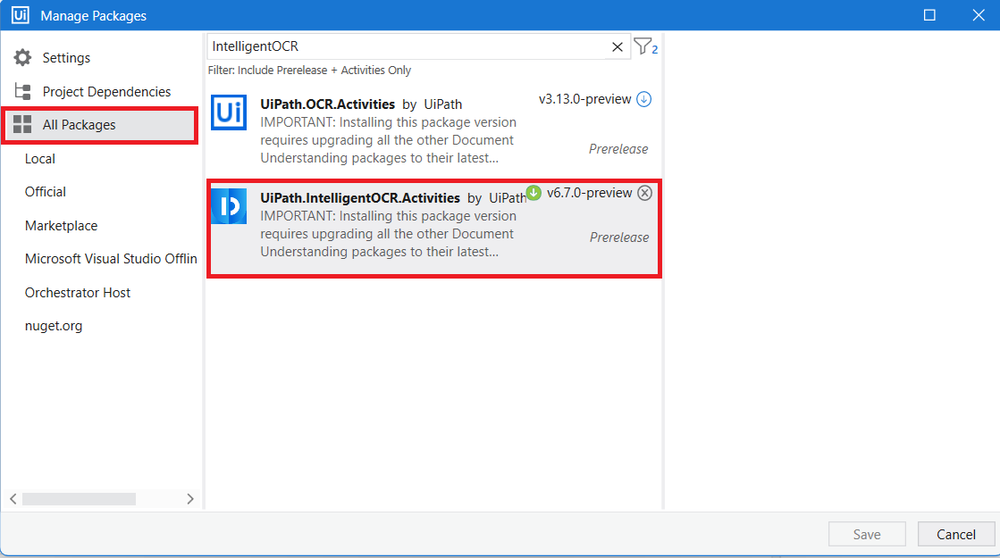 Ui Manage Packages
Settings
Project Dependencies
All Packages
Local
Official
Marketplace
Microsoft Visual Studio Offlin
Orchestrator Host
nuget.org
IntelligentOCR
2
Filter: Include Prerelease + Activities Only
Ui
UiPath.OCR.Activities by UiPath
v3.13.0-preview
IMPORTANT: Installing this package version
requires upgrading all the other Document
Understanding packages to their latest...
Prerelease
UiPath.IntelligentOCR.Activities by UiPath
v6.7.0-preview
IMPORTANT: Installing this package version
requires upgrading all the other Document
Understanding packages to their latest...
Prerelease
Save
Cancel